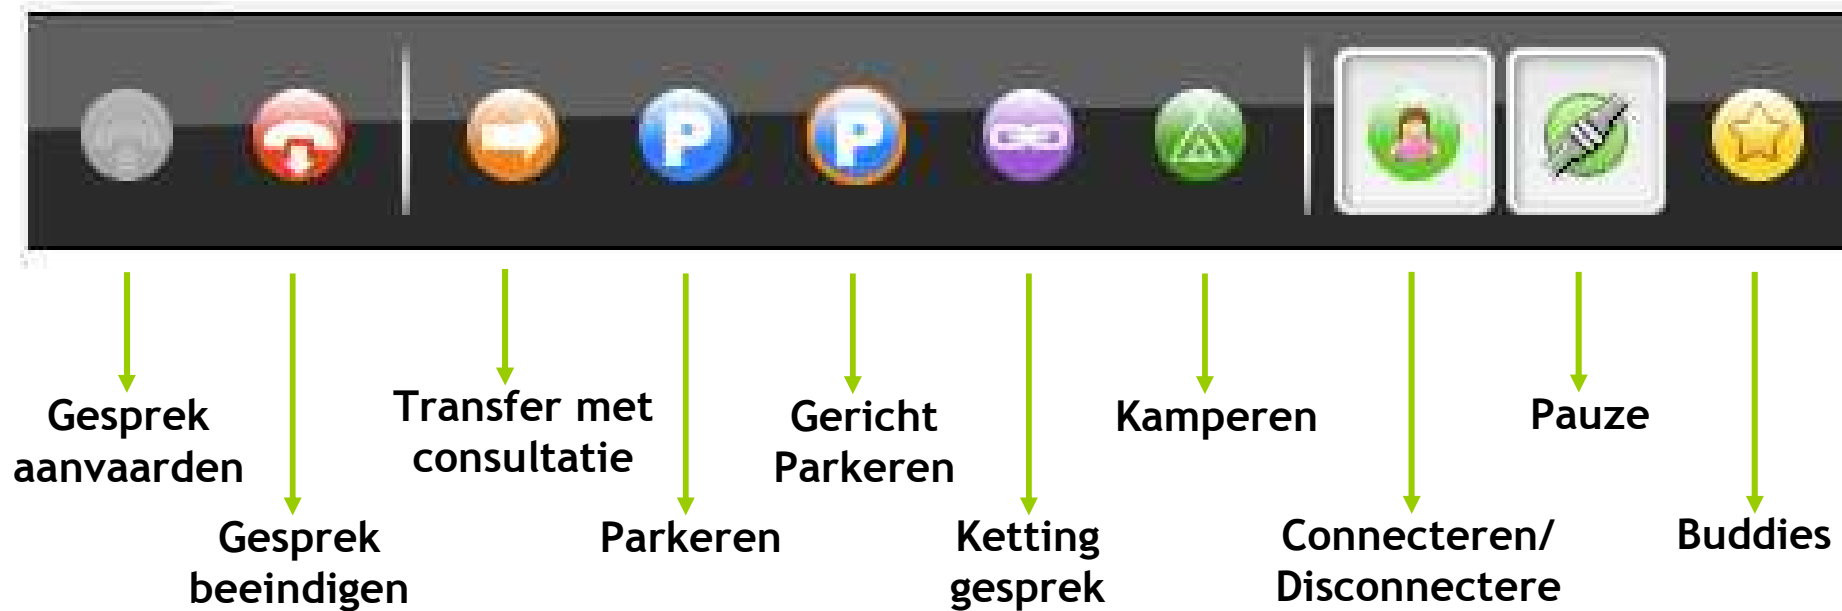 P
P
Gesprek
aanvaarden
Gesprek
beeindigen
Transfer met
consultatie
Parkeren
Gericht
Parkeren
Ketting
gesprek
Kamperen
Connecteren/
Disconnectere
Pauze
Buddies